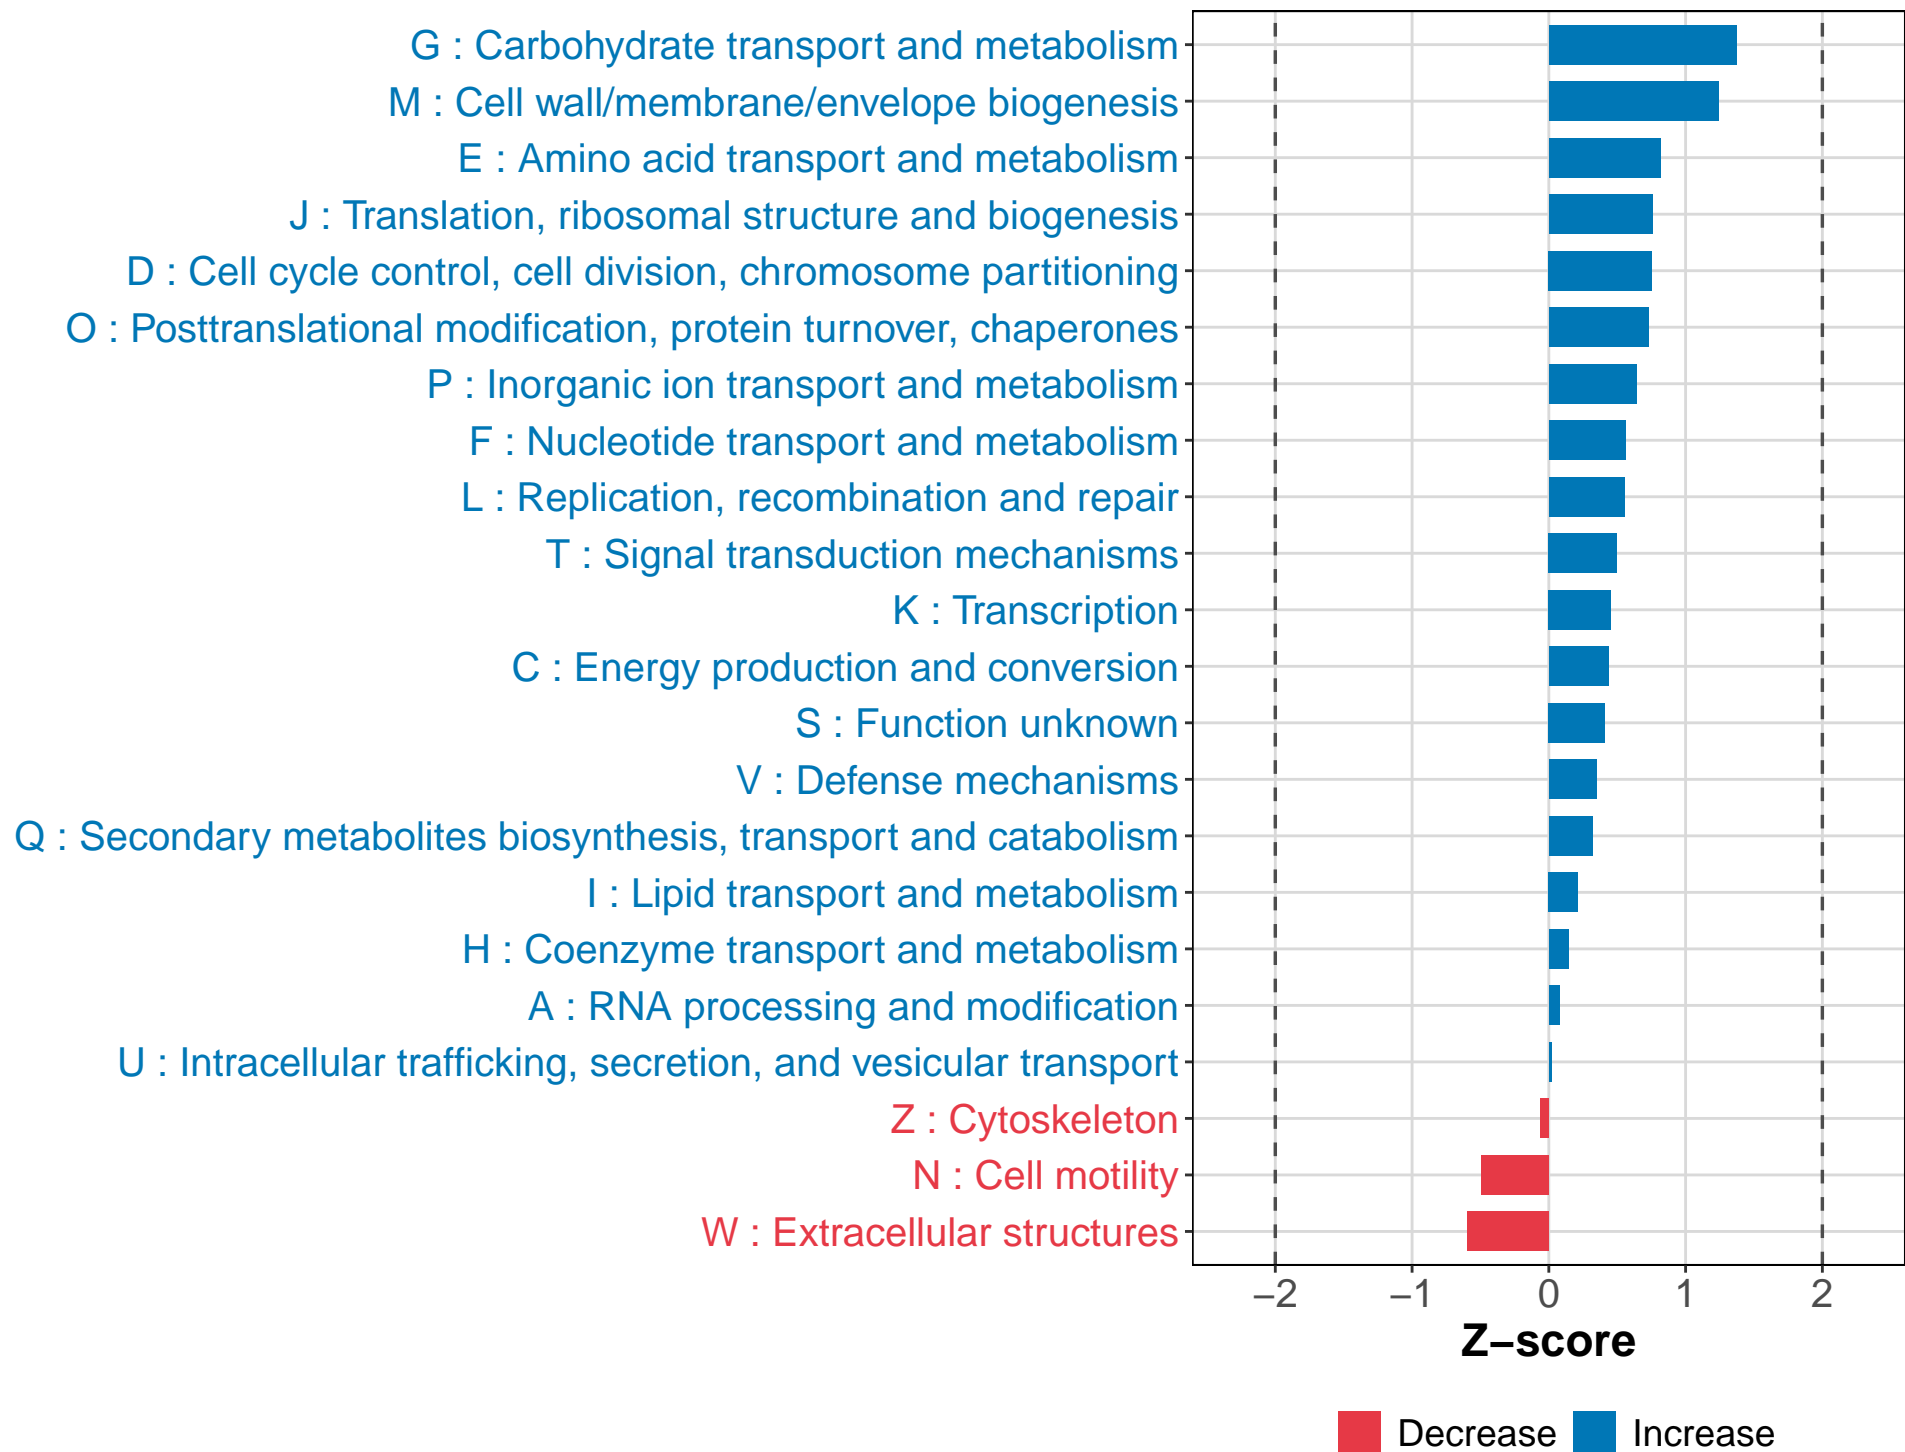 G : Carbohydrate transport and metabolism
M : Cell wall/membrane/envelope biogenesis
E : Amino acid transport and metabolism
J : Translation, ribosomal structure and biogenesis
D : Cell cycle control, cell division, chromosome partitioning
O : Posttranslational modification, protein turnover, chaperones
P : Inorganic ion transport and metabolism
F : Nucleotide transport and metabolism
L : Replication, recombination and repair
T : Signal transduction mechanisms
K : Transcription
C : Energy production and conversion
S : Function unknown
V : Defense mechanisms
Q : Secondary metabolites biosynthesis, transport and catabolism
I : Lipid transport and metabolism
H : Coenzyme transport and metabolism
A : RNA processing and modification
U : Intracellular trafficking, secretion, and vesicular transport
Z : Cytoskeleton
N : Cell motility
W : Extracellular structures
−2 −1 0 1 2
Z−score
Decrease Increase